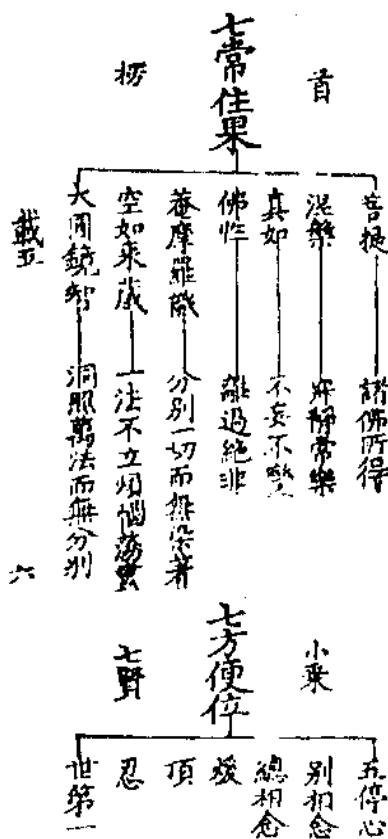 七常住果
首
楞
菩提 諸佛所得
涅槃 寂靜常樂
真如 不妄不變
佛性 離過絕非
菴摩羅識 分別一切而無染著
空如來藏 一法不立煩惱蕩盡
大圓鏡智 洞照萬法而無分別
載五
六
七方便位
小乘
七賢
五停心
別相念
總相念
煖
頂
忍
世第一